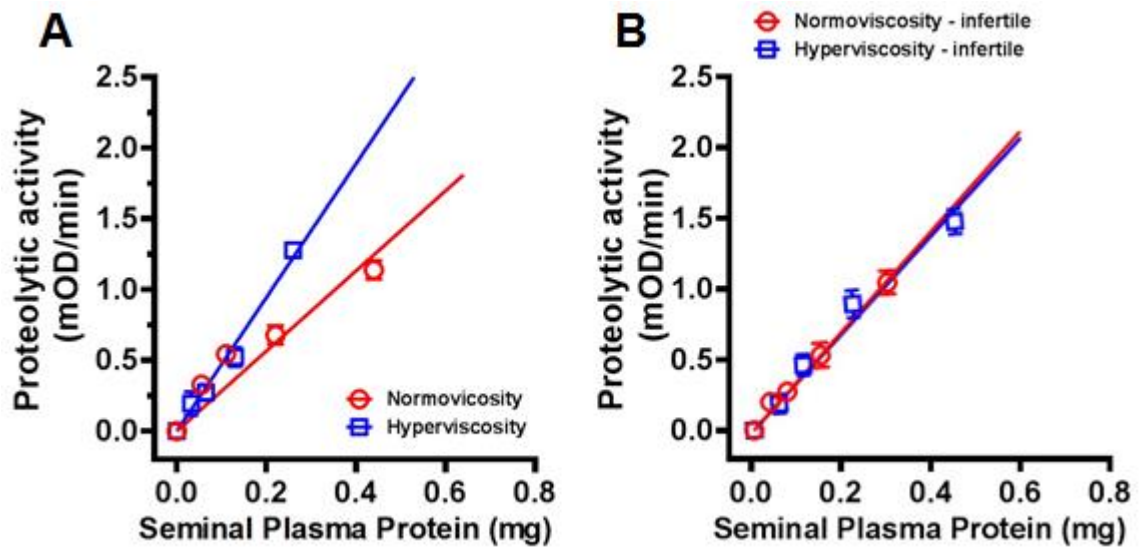 A
Proteolytic activity
(mOD/min)
2.5
2.0
1.5
1.0
0.5
0.0
0.0 0.2 0.4 0.6 0.8
Seminal Plasma Protein (mg)
Normovicosity
Hyperviscosity
B
Normoviscosity - infertile
Hyperviscosity - infertile
Proteolytic activity
(mOD/min)
2.5
2.0
1.5
1.0
0.5
0.0
0.0 0.2 0.4 0.6 0.8
Seminal Plasma Protein (mg)